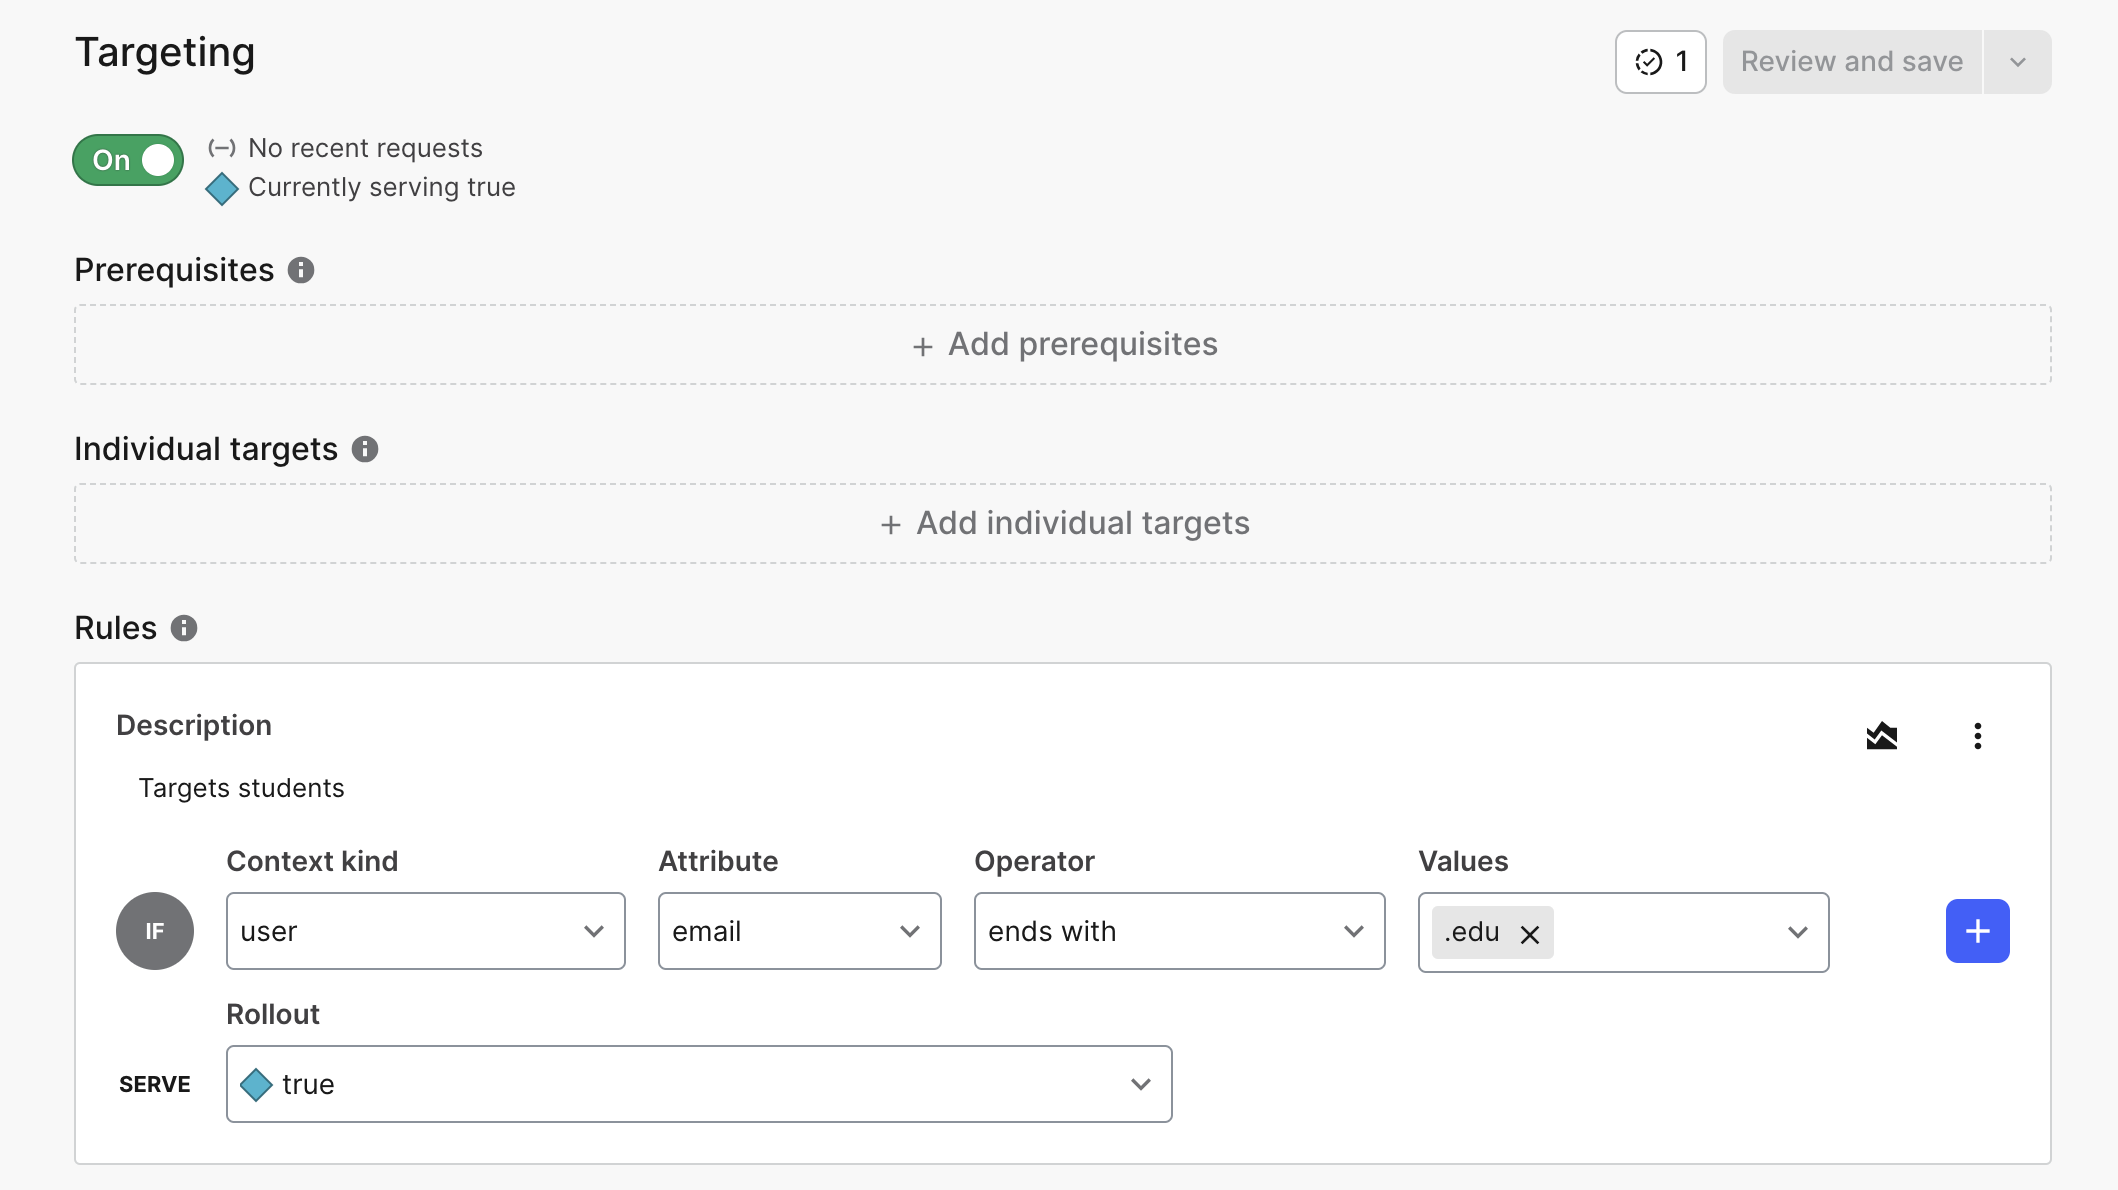 Targeting
1
Review and save
On
No recent requests
Currently serving true
Prerequisites
+ Add prerequisites
Individual targets
+ Add individual targets
Rules
Description
Targets students
Context kind
Attribute
Operator
Values
IF
user
email
ends with
.edu
Rollout
SERVE
true